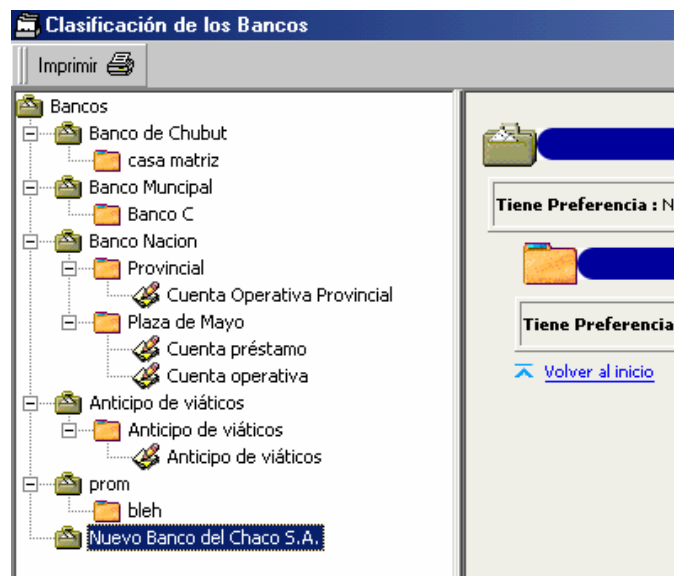 Clasificación de los Bancos
Imprimir
Bancos
Banco de Chubut
casa matriz
Banco Muncipal
Banco C
Banco Nacion
Provincial
Cuenta Operativa Provincial
Plaza de Mayo
Cuenta préstamo
Cuenta operativa
Anticipo de viáticos
Anticipo de viáticos
Anticipo de viáticos
prom
bleh
Nuevo Banco del Chaco S.A.
Tiene Preferencia : N
Tiene Preferencia
Volver al inicio